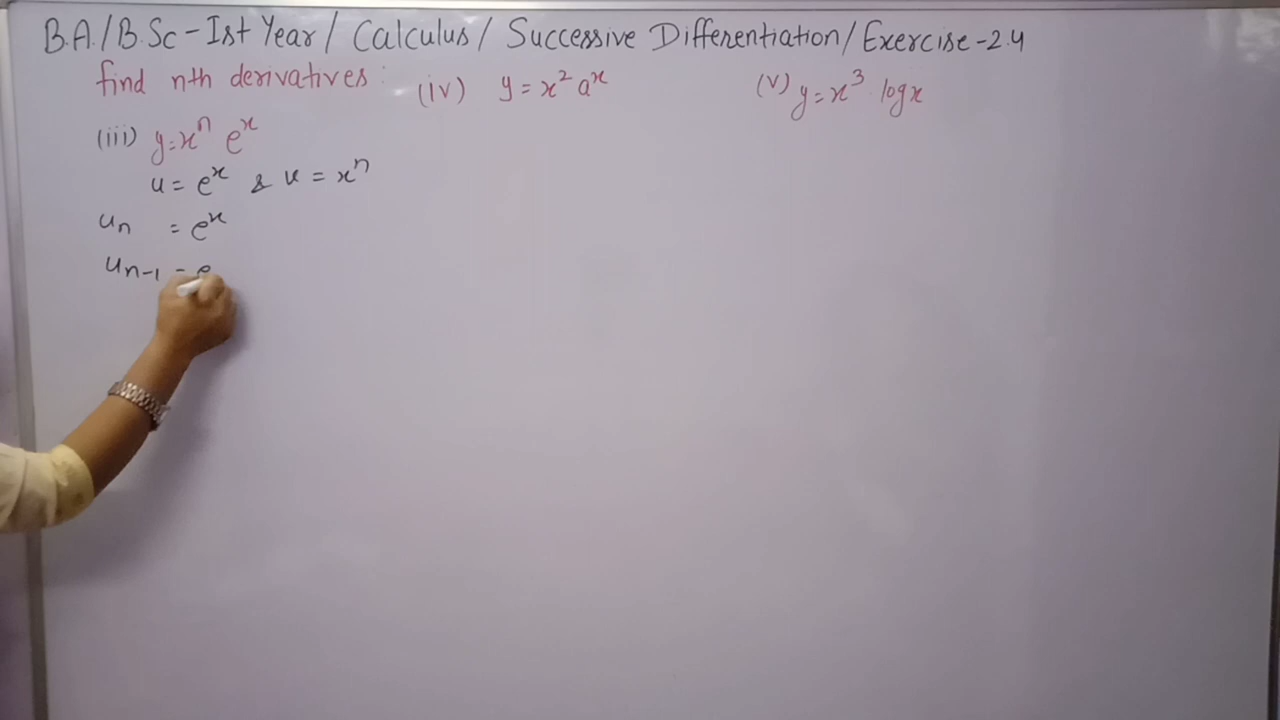 B.A./B.Sc - Ist Year / Calculus / Successive Differentiation / Exercise - 2.4
find nth derivatives :
(iv) y = x² aˣ
(v) y = x³ . log x
(iii) y = xⁿ eˣ
u = eˣ & v = xⁿ
uₙ = eˣ
uₙ₋₁ = e